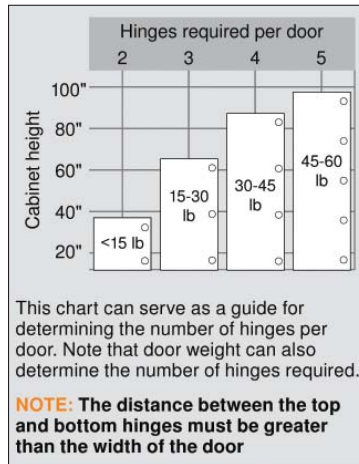 Hinges required per door
2 3 4 5
Cabinet height
100"
80"
60"
40"
20"
<15 lb
15-30
lb
30-45
lb
45-60
lb
This chart can serve as a guide for
determining the number of hinges per
door. Note that door weight can also
determine the number of hinges required.
NOTE: The distance between the top
and bottom hinges must be greater
than the width of the door